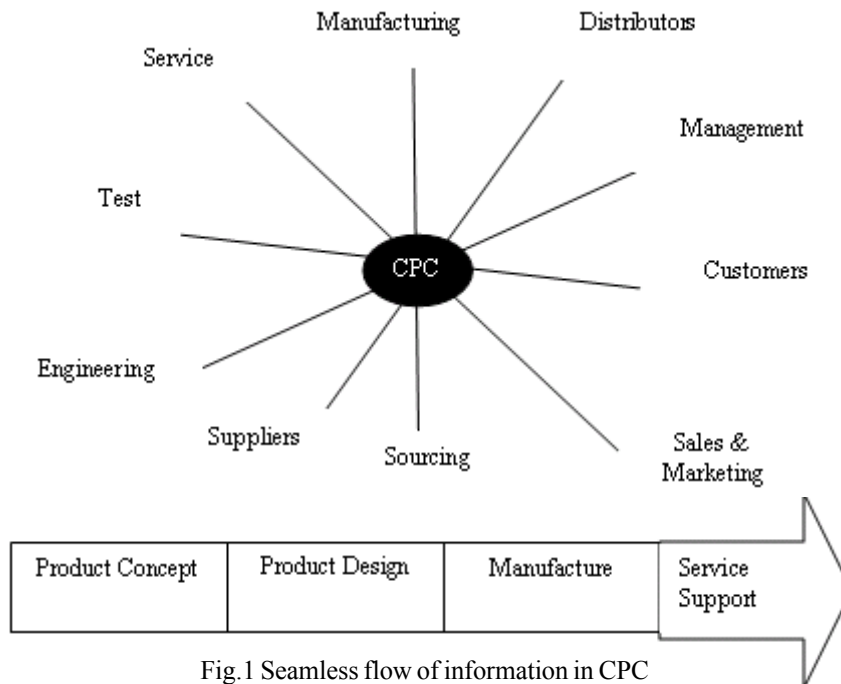 Manufacturing
Distributors
Service
Management
Test
CPC
Customers
Engineering
Suppliers
Sourcing
Sales &
Marketing
Product Concept
Product Design
Manufacture
Service
Support
Fig.1 Seamless flow of information in CPC